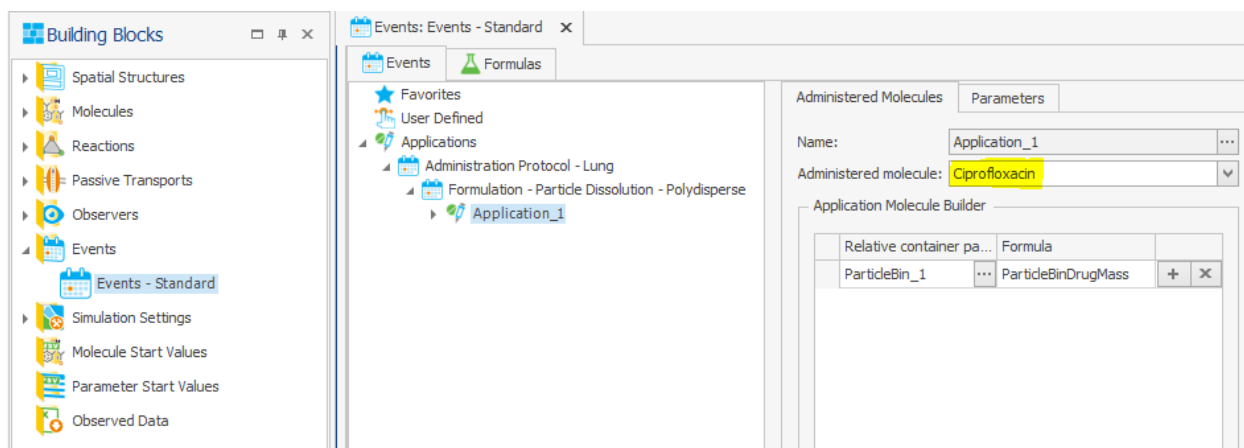 Building Blocks
Spatial Structures
Molecules
Reactions
Passive Transports
Observers
Events
Events - Standard
Simulation Settings
Molecule Start Values
Parameter Start Values
Observed Data
Events: Events - Standard
Events
Formulas
Favorites
User Defined
Applications
Administration Protocol - Lung
Formulation - Particle Dissolution - Polydisperse
Application_1
Administered Molecules
Parameters
Name:
Application_1
Administered molecule:
Ciprofloxacin
Application Molecule Builder
Relative container pa...
Formula
ParticleBin_1
ParticleBinDrugMass